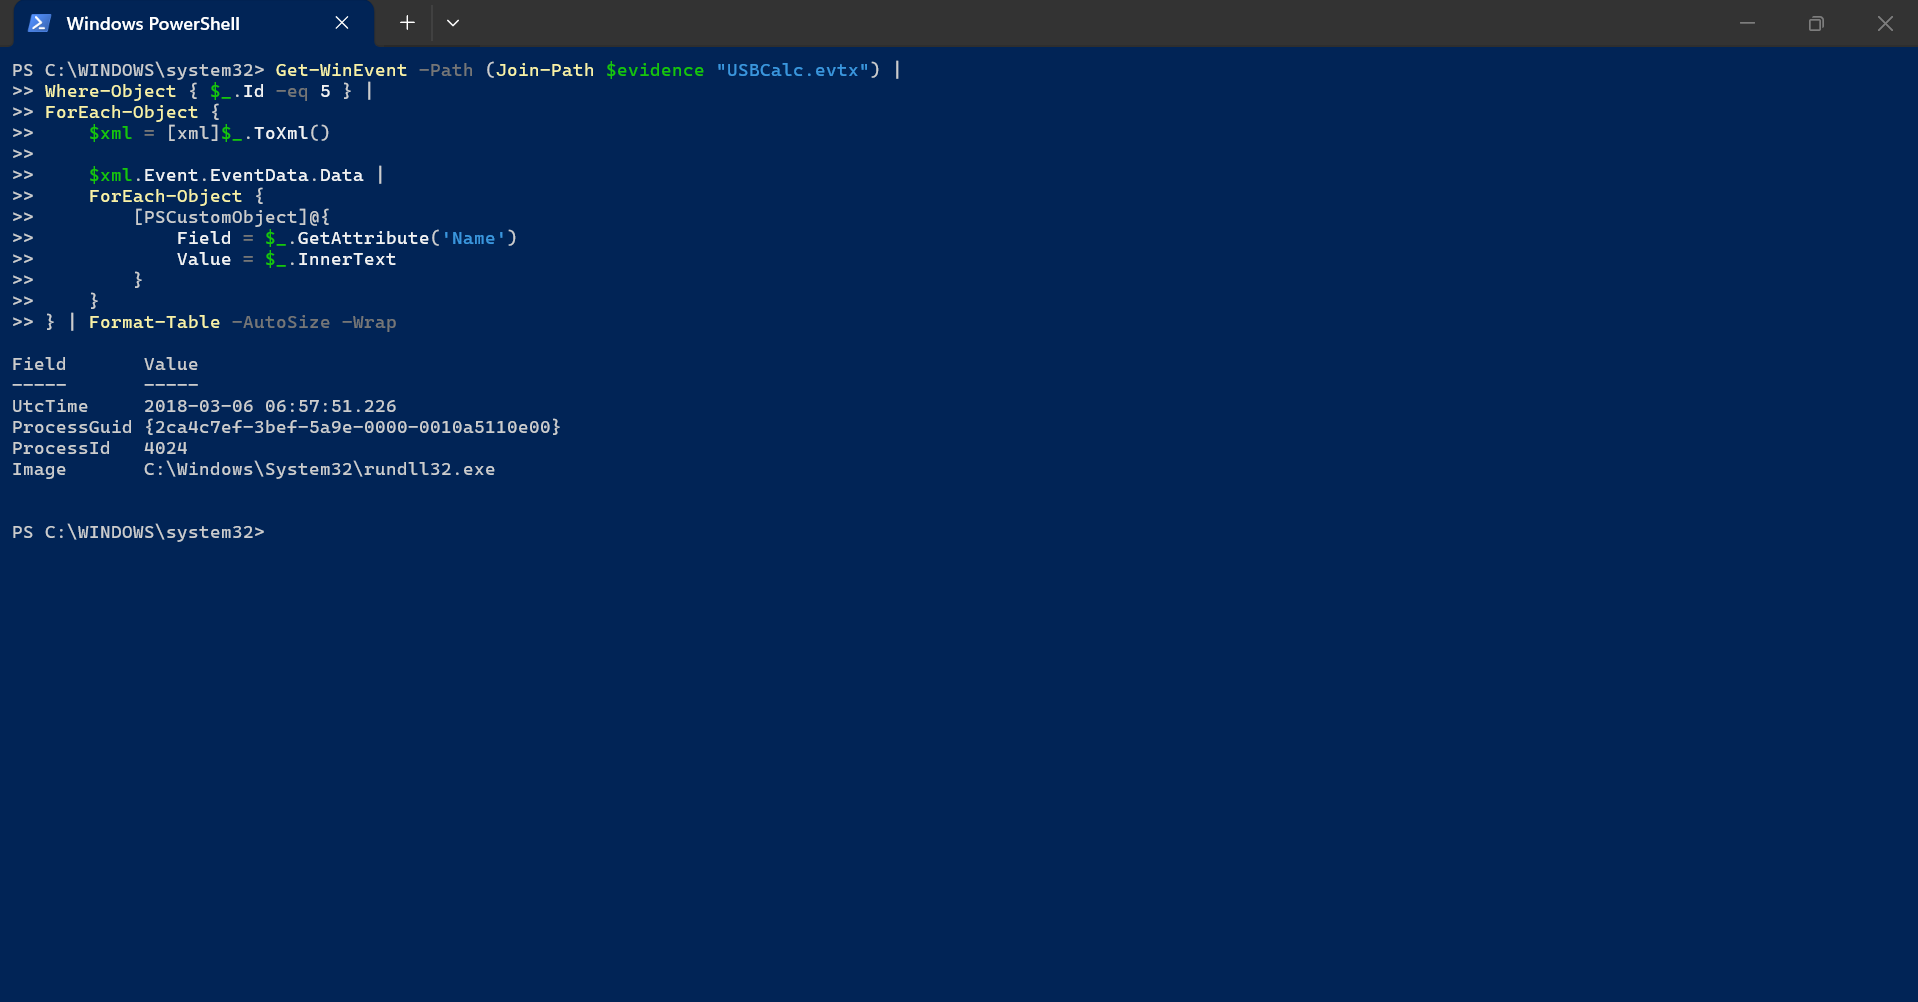 Windows PowerShell
PS C:\WINDOWS\system32> Get-WinEvent -Path (Join-Path $evidence "USBCalc.evtx") |
>> Where-Object { $_.Id -eq 5 } |
>> ForEach-Object {
>>     $xml = [xml]$_.ToXml()
>>
>>     $xml.Event.EventData.Data |
>>     ForEach-Object {
>>         [PSCustomObject]@{
>>             Field = $_.GetAttribute('Name')
>>             Value = $_.InnerText
>>         }
>>     }
>> } | Format-Table -AutoSize -Wrap
Field       Value
-----       -----
UtcTime     2018-03-06 06:57:51.226
ProcessGuid {2ca4c7ef-3bef-5a9e-0000-0010a5110e00}
ProcessId   4024
Image       C:\Windows\System32\rundll32.exe
PS C:\WINDOWS\system32>